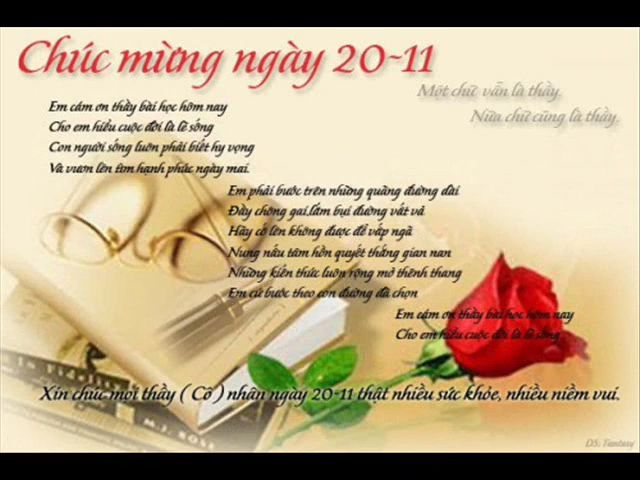 Chúc mừng ngày 20-11
Một chữ vẫn là thầy.
Nửa chữ cũng là thầy.
Em cám ơn thầy bài học hôm nay
Cho em hiểu cuộc đời là lẽ sống
Con người sống luôn phải biết hy vọng
Và vươn lên tìm hạnh phúc ngày mai.
Em phải bước trên những quãng đường dài
Đầy chông gai,lắm bụi đường vất vả
Hãy cố lên không được để vấp ngã
Nung nấu tâm hồn quyết thắng gian nan
Những kiến thức luôn rộng mở thênh thang
Em cứ bước theo con đường đã chọn
Em cám ơn thầy bài học hôm nay
Cho em hiểu cuộc đời là lẽ sống
Xin chúc mọi thầy ( Cô ) nhân ngày 20-11 thật nhiều sức khỏe, nhiều niềm vui.